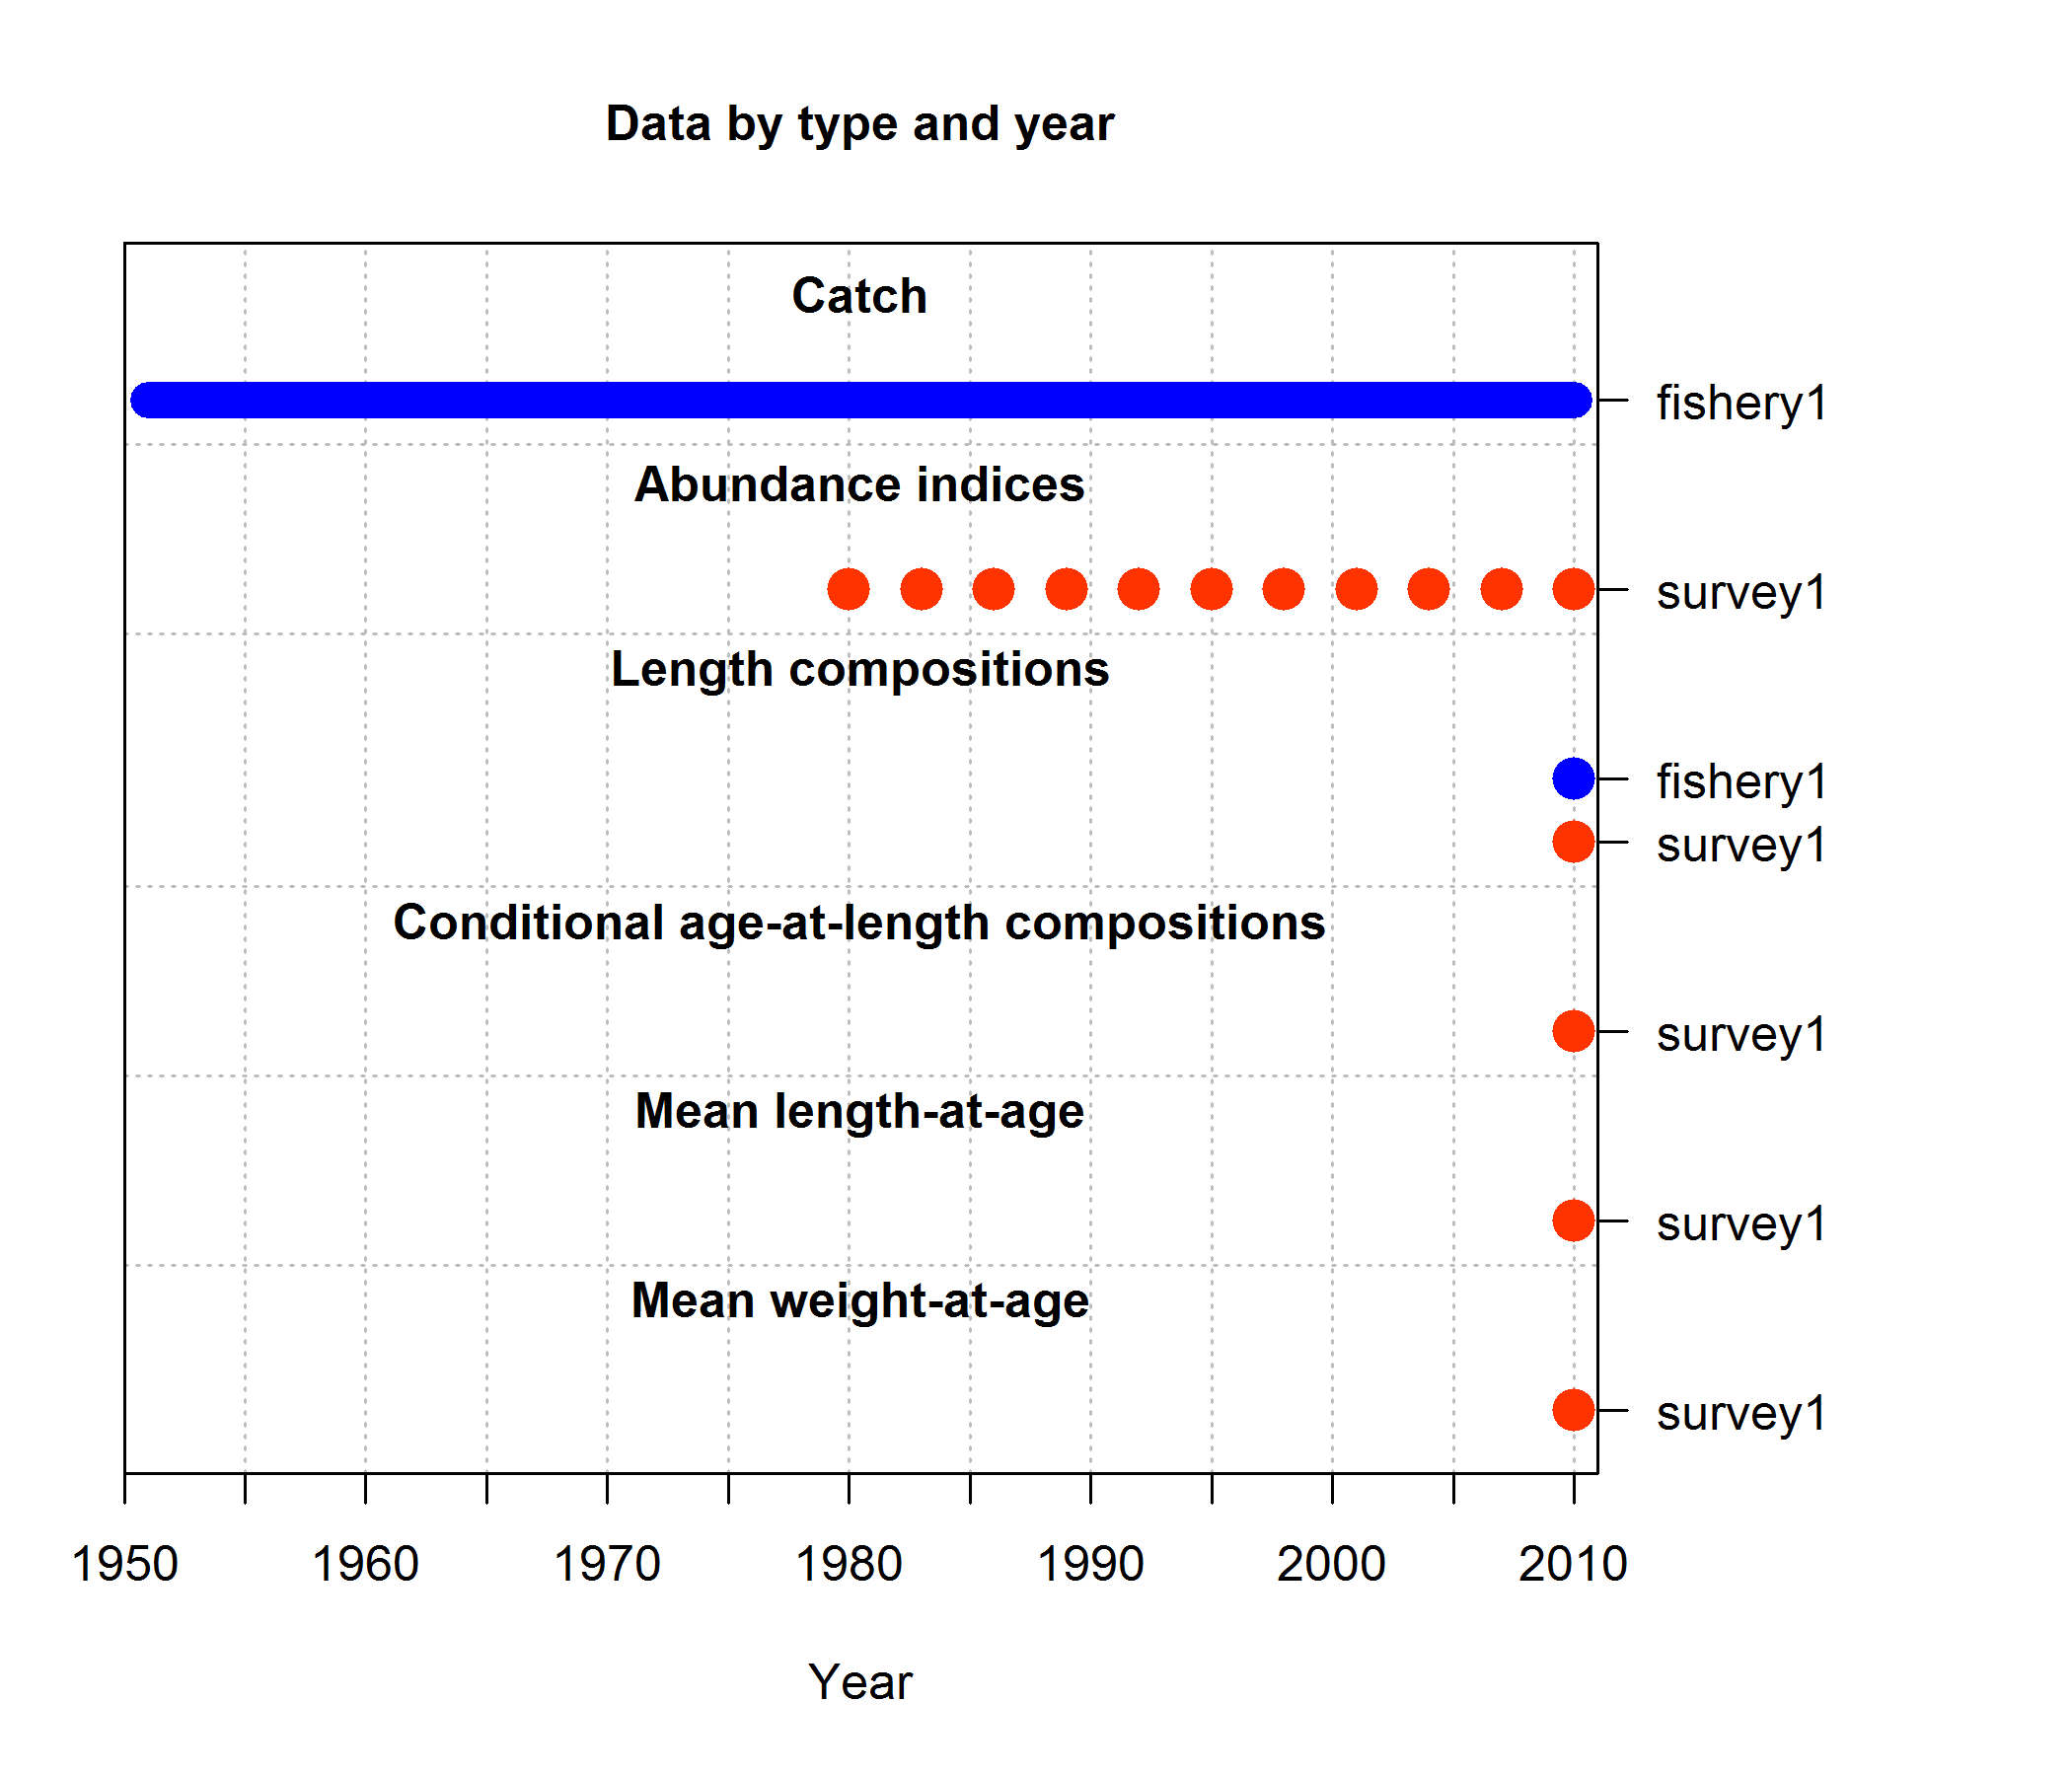 Data by type and year
Catch
fishery1
Abundance indices
survey1
Length compositions
fishery1
survey1
Conditional age-at-length compositions
survey1
Mean length-at-age
survey1
Mean weight-at-age
survey1
1950 1960 1970 1980 1990 2000 2010
Year